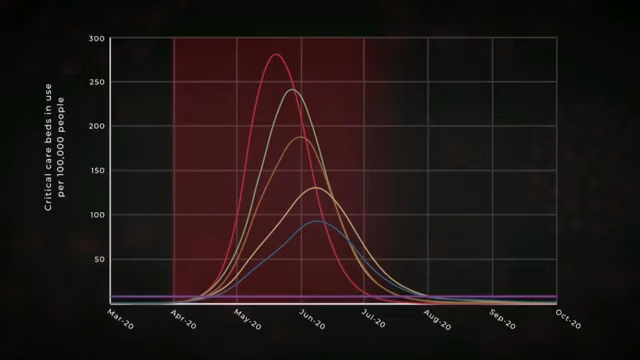 Critical care beds in use
per 100,000 people
300
250
200
150
100
50
Mar-20
Apr-20
May-20
Jun-20
Jul-20
Aug-20
Sep-20
Oct-20